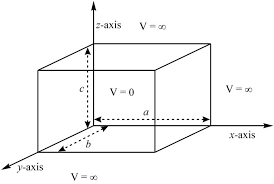 z-axis
V = ∞
c
V = 0
a
V = ∞
x-axis
b
y-axis
V = ∞